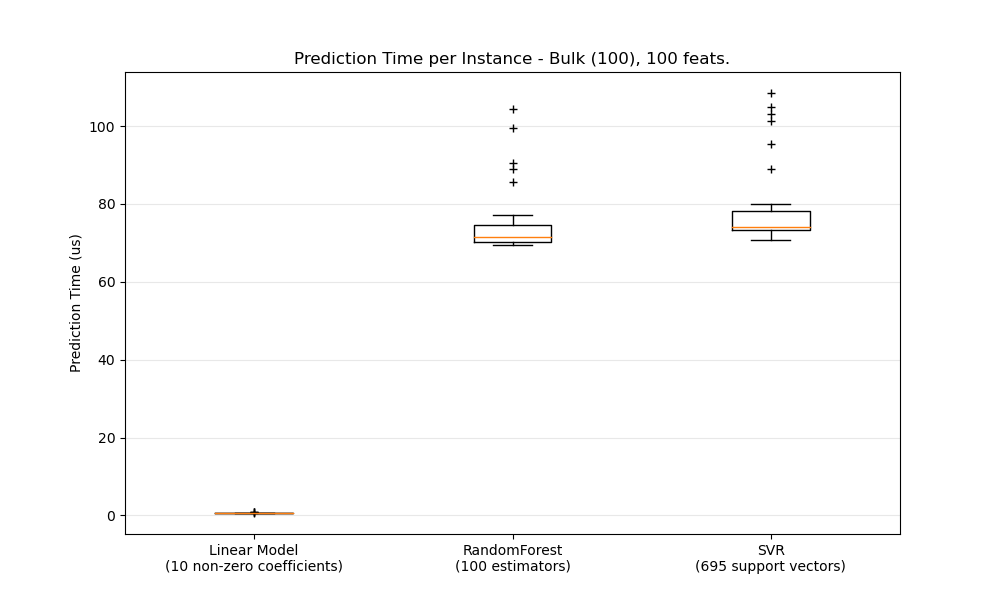 Prediction Time per Instance - Bulk (100), 100 feats.
100
80
60
40
20
0
Prediction Time (us)
Linear Model
(10 non-zero coefficients)
RandomForest
(100 estimators)
SVR
(695 support vectors)